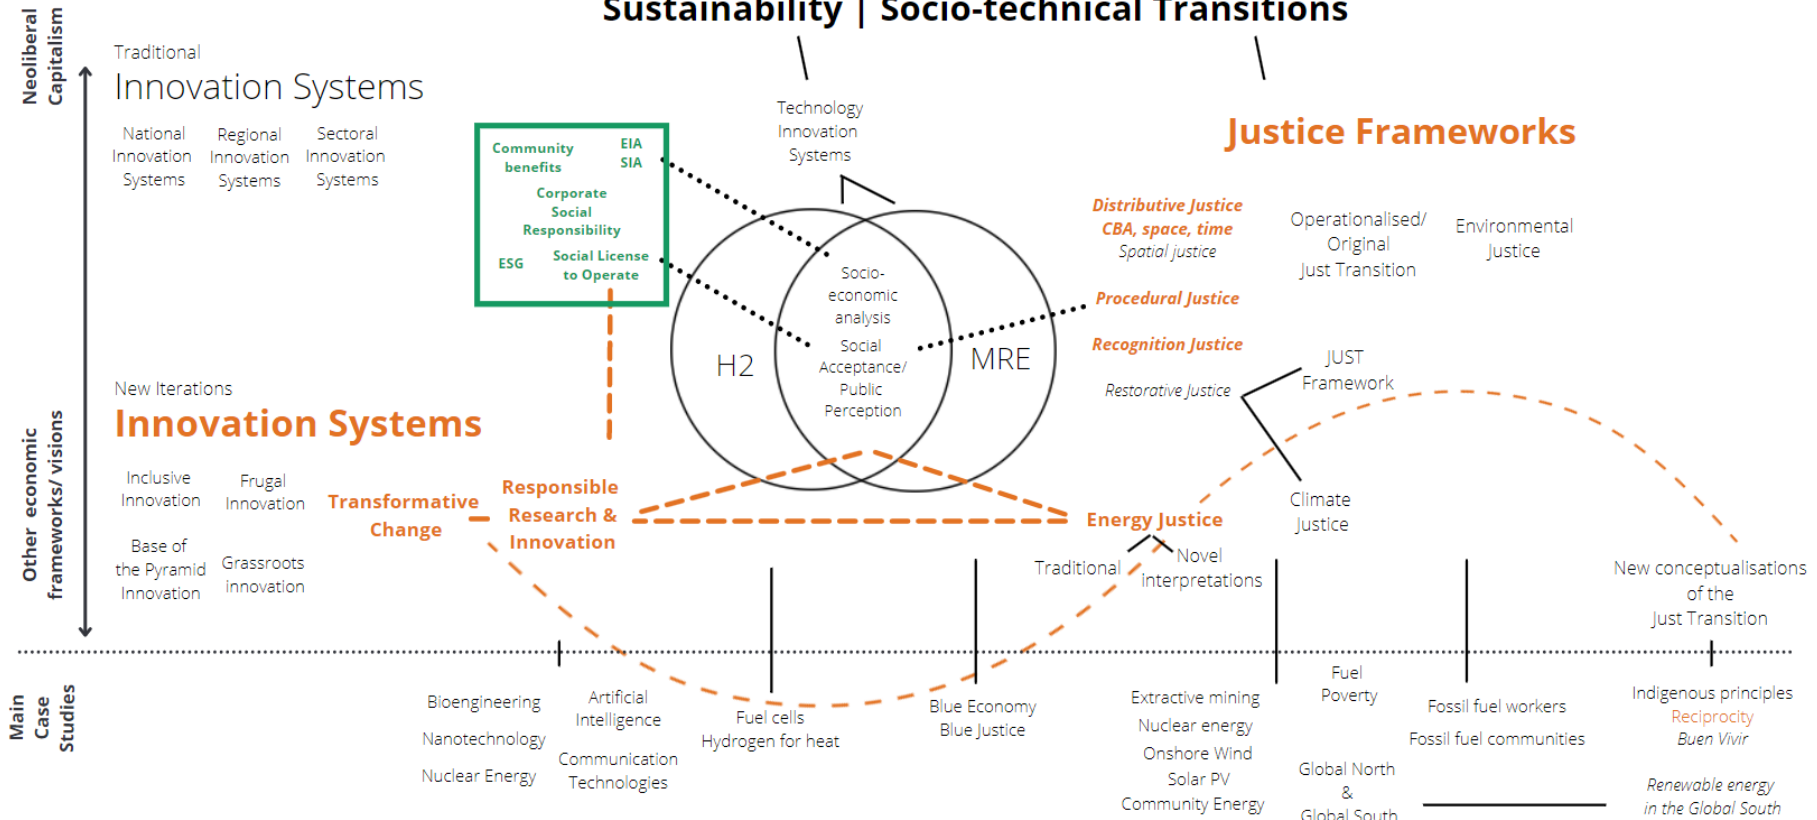 Sustainability | Socio-technical Transitions
Neoliberal
Capitalism
Traditional
Innovation Systems
National
Innovation
Systems
Regional
Innovation
Systems
Sectoral
Innovation
Systems
Community
benefits
EIA
SIA
Corporate
Social
Responsibility
ESG
Social License
to Operate
Technology
Innovation
Systems
Justice Frameworks
Distributive Justice
CBA, space, time
Spatial justice
Operationalised/
Original
Just Transition
Environmental
Justice
Procedural Justice
Recognition Justice
Restorative Justice
JUST
Framework
Climate
Justice
H2
Socio-
economic
analysis
Social
Acceptance/
Public
Perception
MRE
Other economic
frameworks/ visions
New Iterations
Innovation Systems
Inclusive
Innovation
Frugal
Innovation
Base of
the Pyramid
Innovation
Grassroots
innovation
Transformative
Change
Responsible
Research &
Innovation
Energy Justice
Traditional
Novel
interpretations
New conceptualisations
of the
Just Transition
Main
Case
Studies
Bioengineering
Nanotechnology
Nuclear Energy
Artificial
Intelligence
Communication
Technologies
Fuel cells
Hydrogen for heat
Blue Economy
Blue Justice
Extractive mining
Nuclear energy
Onshore Wind
Solar PV
Community Energy
Fuel
Poverty
Global North
&
Global South
Fossil fuel workers
Fossil fuel communities
Indigenous principles
Reciprocity
Buen Vivir
Renewable energy
in the Global South